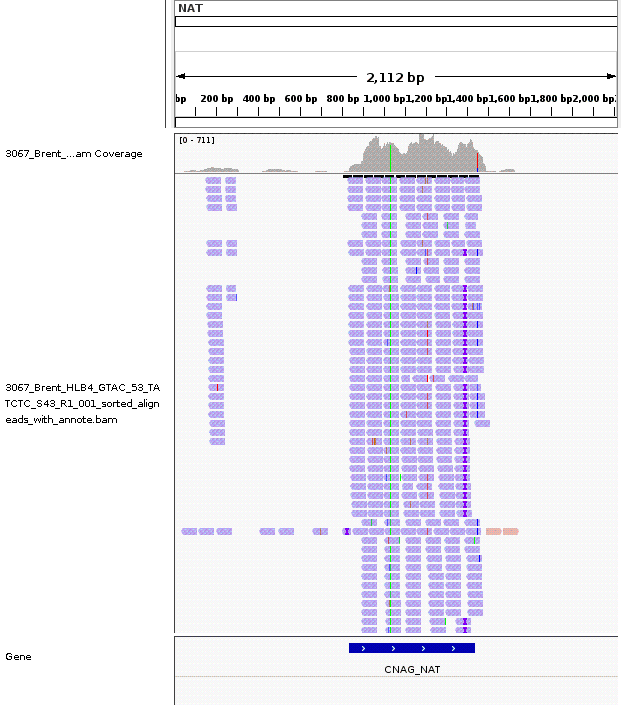 NAT
2,112 bp
bp 200 bp 400 bp 600 bp 800 bp 1,000 bp 1,200 bp 1,400 bp 1,600 bp 1,800 bp 2,000 bp
[0 - 711]
3067_Brent_...am Coverage
3067_Brent_HLB4_GTAC_53_TA
TCTC_S43_R1_001_sorted_align
eads_with_annote.bam
Gene
CNAG_NAT